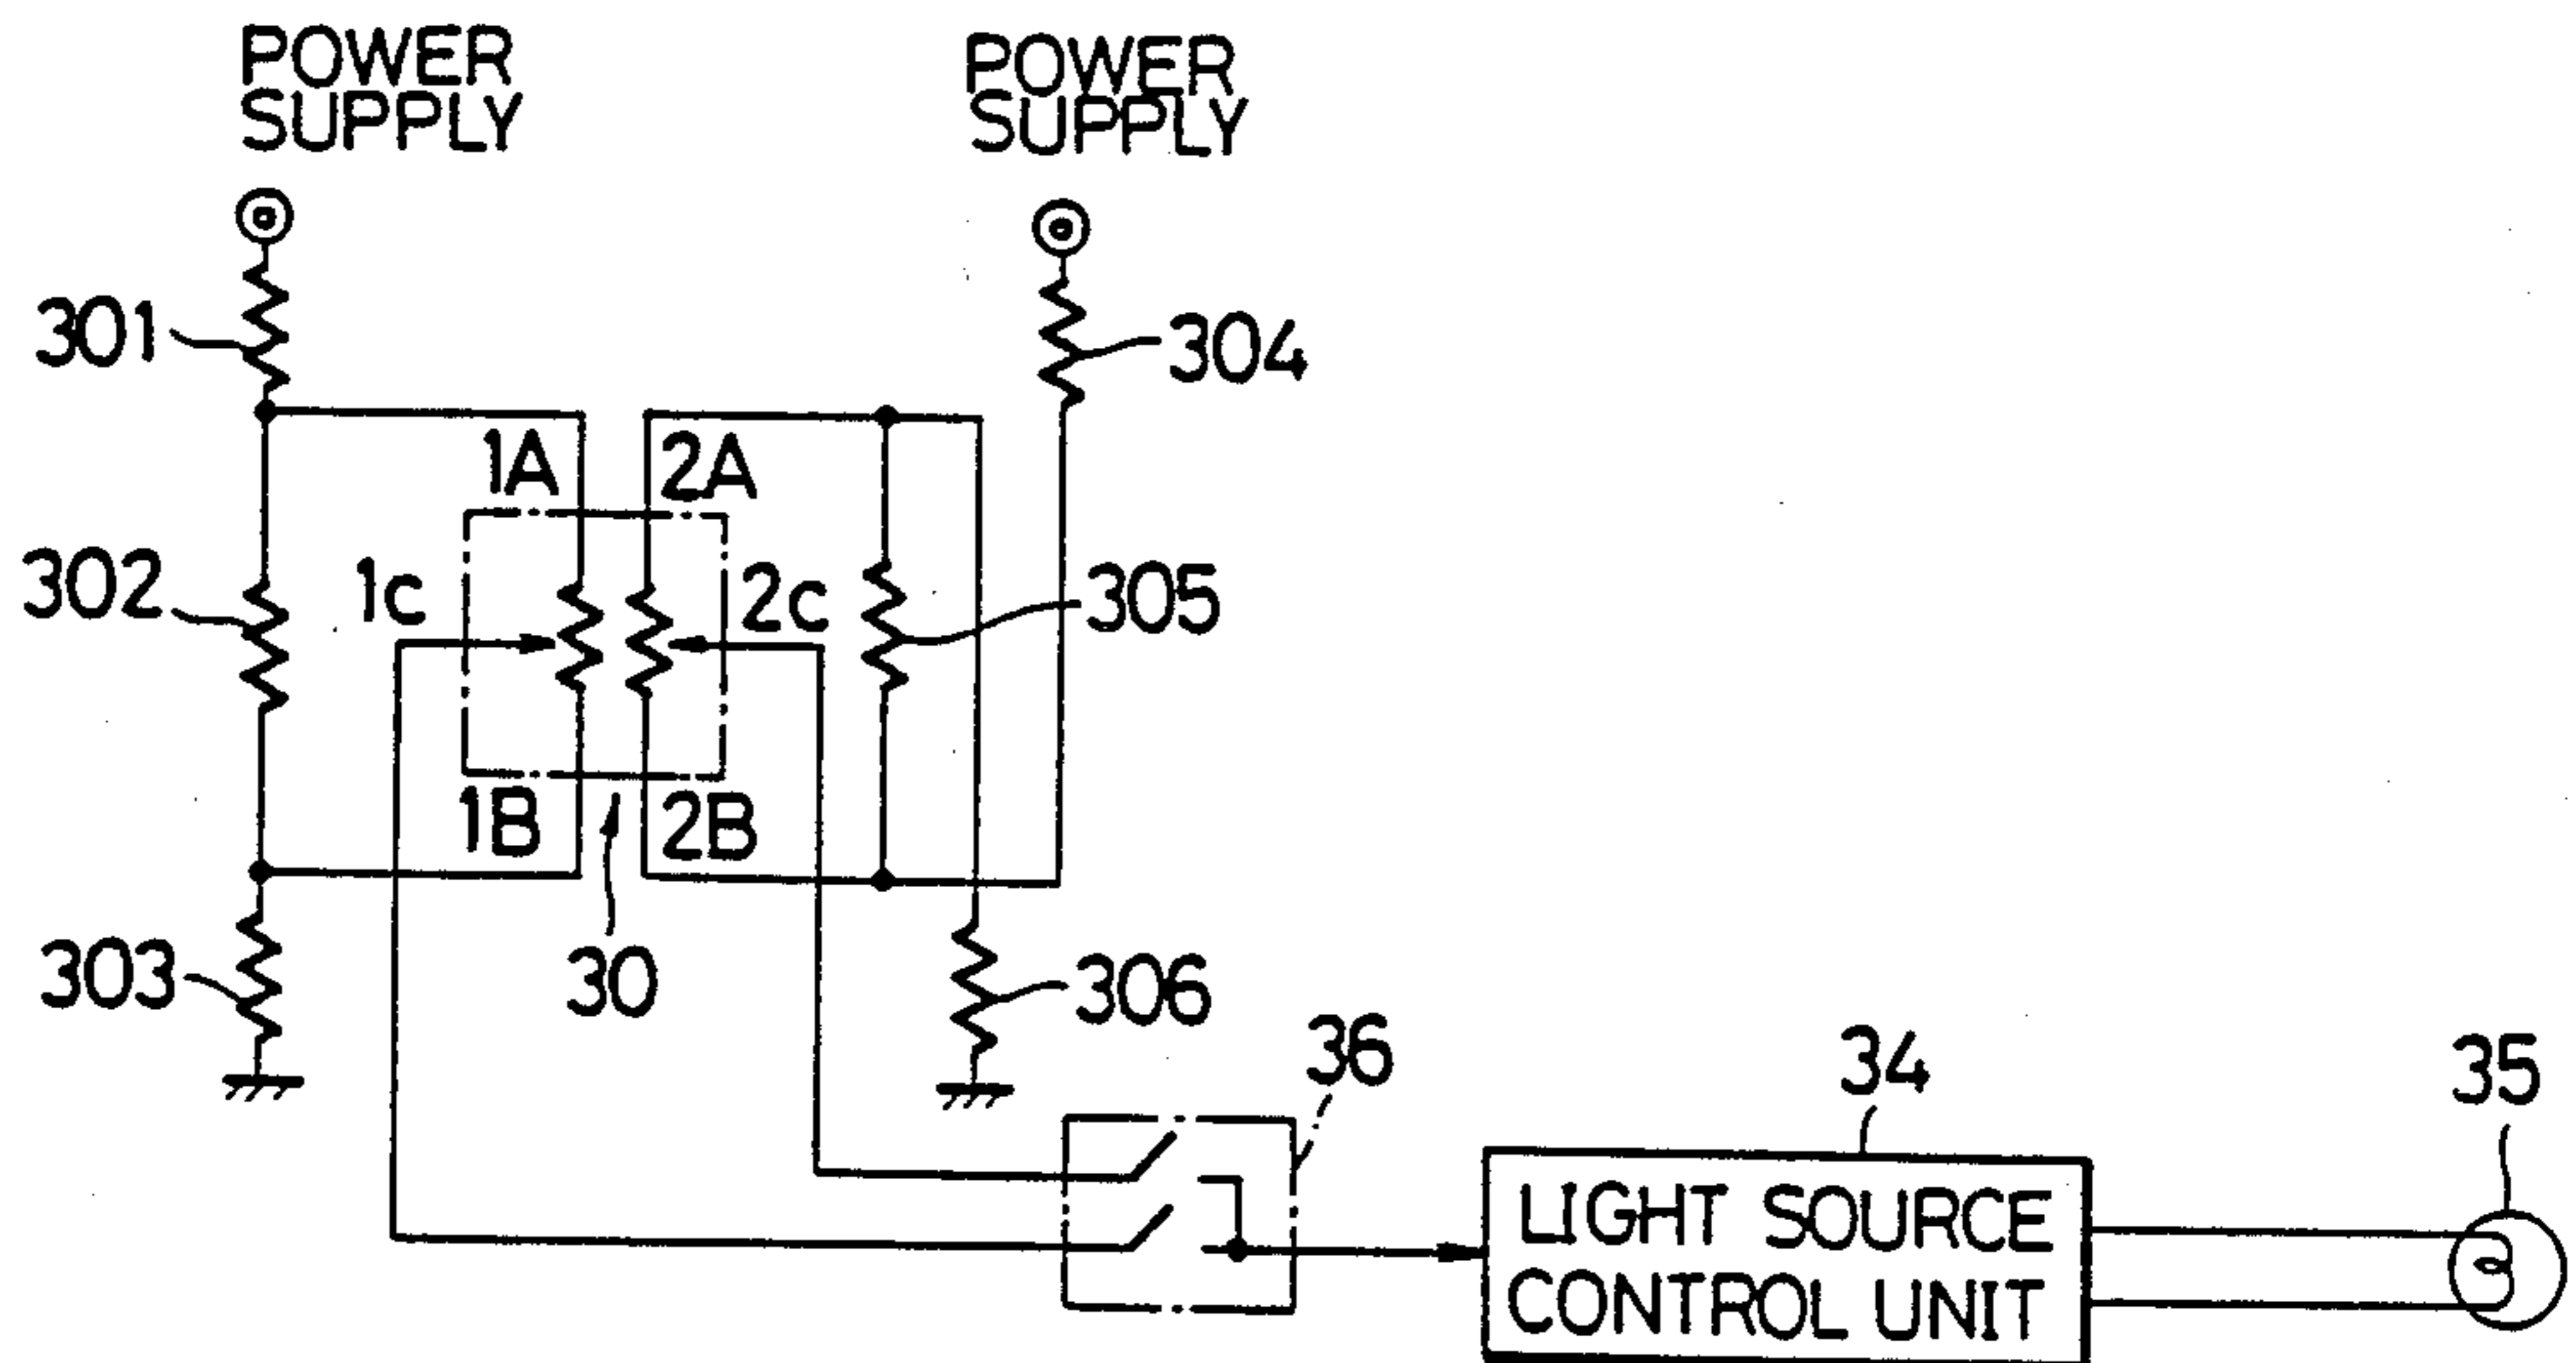 POWER
SUPPLY
POWER
SUPPLY
301
304
1A
2A
302
1c
2c
305
1B
2B
303
30
306
36
34
35
LIGHT SOURCE
CONTROL UNIT